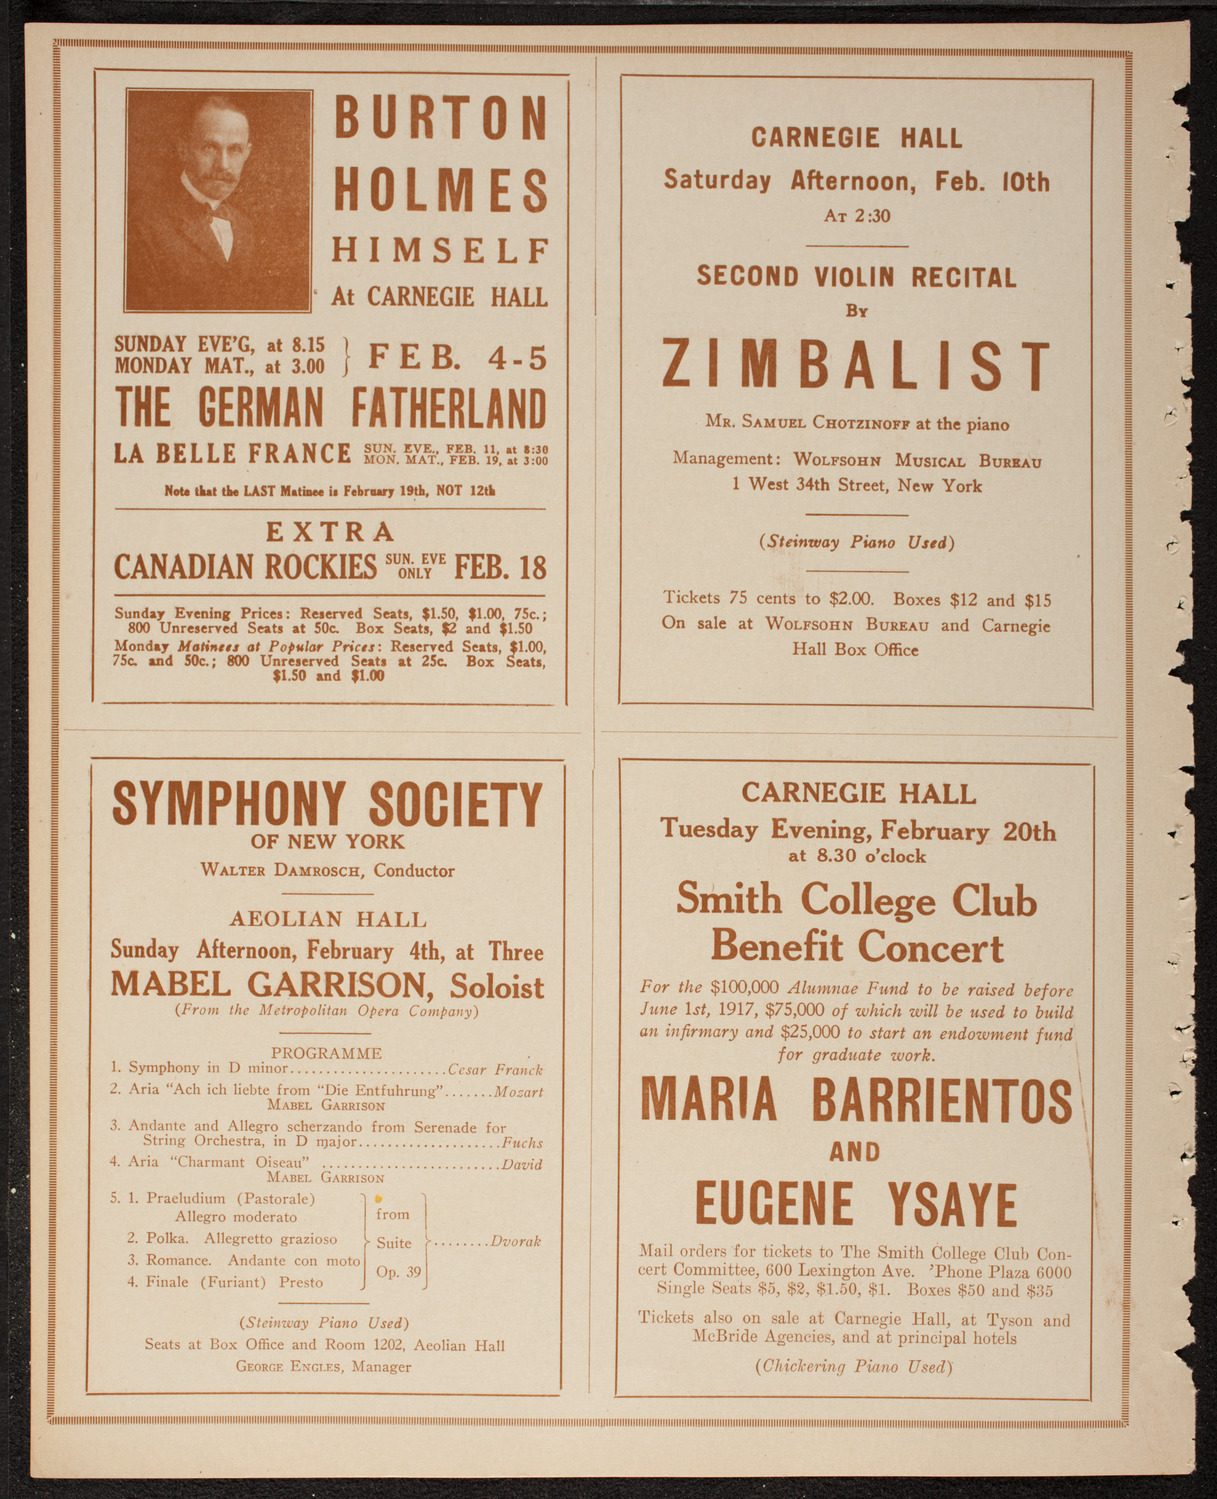 BURTON
HOLMES
HIMSELF
At CARNEGIE HALL
SUNDAY EVE'G, at 8.15
MONDAY MAT., at 3.00
FEB. 4-5
THE GERMAN FATHERLAND
LA BELLE FRANCE SUN. EVE., FEB. 11, at 8:30
MON. MAT., FEB. 19, at 3:00
Note that the LAST Matinee is February 19th, NOT 12th
EXTRA
CANADIAN ROCKIES SUN. EVE ONLY FEB. 18
Sunday Evening Prices: Reserved Seats, $1.50, $1.00, 75c.;
800 Unreserved Seats at 50c. Box Seats, $2 and $1.50
Monday Matinees at Popular Prices: Reserved Seats, $1.00,
75c. and 50c.; 800 Unreserved Seats at 25c. Box Seats,
$1.50 and $1.00
CARNEGIE HALL
Saturday Afternoon, Feb. 10th
AT 2:30
SECOND VIOLIN RECITAL
BY
ZIMBALIST
MR. SAMUEL CHOTZINOFF at the piano
Management: WOLFSOHN MUSICAL BUREAU
1 West 34th Street, New York
(Steinway Piano Used)
Tickets 75 cents to $2.00. Boxes $12 and $15
On sale at WOLFSOHN BUREAU and Carnegie
Hall Box Office
SYMPHONY SOCIETY
OF NEW YORK
WALTER DAMROSCH, Conductor
AEOLIAN HALL
Sunday Afternoon, February 4th, at Three
MABEL GARRISON, Soloist
(From the Metropolitan Opera Company)
PROGRAMME
1. Symphony in D minor......................Cesar Franck
2. Aria "Ach ich liebte from "Die Entfuhrung".......Mozart
MABEL GARRISON
3. Andante and Allegro scherzando from Serenade for
String Orchestra, in D major....................Fuchs
4. Aria "Charmant Oiseau" .........................David
MABEL GARRISON
5. 1. Praeludium (Pastorale)
Allegro moderato
2. Polka. Allegretto grazioso
3. Romance. Andante con moto
4. Finale (Furiant) Presto
from
Suite
Op. 39
........Dvorak
(Steinway Piano Used)
Seats at Box Office and Room 1202, Aeolian Hall
GEORGE ENGLES, Manager
CARNEGIE HALL
Tuesday Evening, February 20th
at 8.30 o'clock
Smith College Club
Benefit Concert
For the $100,000 Alumnae Fund to be raised before
June 1st, 1917, $75,000 of which will be used to build
an infirmary and $25,000 to start an endowment fund
for graduate work.
MARIA BARRIENTOS
AND
EUGENE YSAYE
Mail orders for tickets to The Smith College Club Con-
cert Committee, 600 Lexington Ave. 'Phone Plaza 6000
Single Seats $5, $2, $1.50, $1. Boxes $50 and $35
Tickets also on sale at Carnegie Hall, at Tyson and
McBride Agencies, and at principal hotels
(Chickering Piano Used)